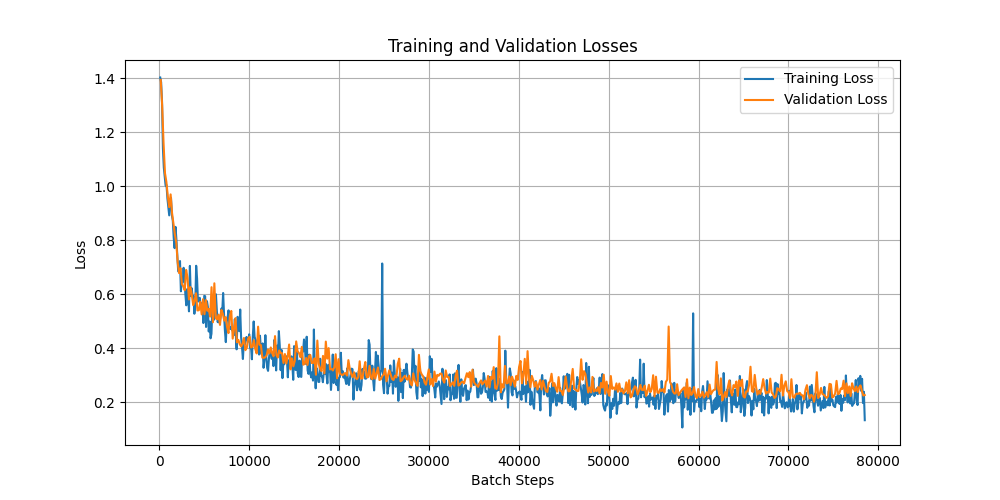 Training and Validation Losses
Training Loss
Validation Loss
1.4
1.2
1.0
0.8
0.6
0.4
0.2
Loss
0 10000 20000 30000 40000 50000 60000 70000 80000
Batch Steps